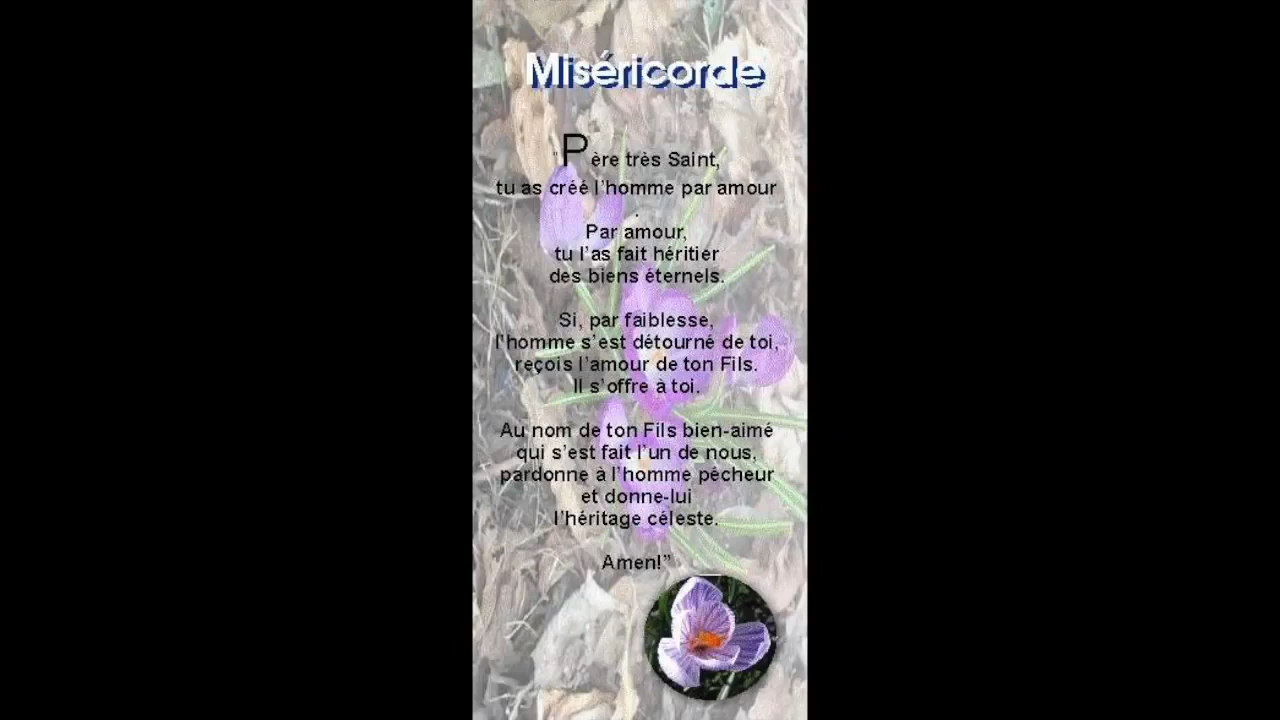 Miséricorde
"Père très Saint,
tu as créé l'homme par amour
.
Par amour,
tu l'as fait héritier
des biens éternels.
Si, par faiblesse,
l'homme s'est détourné de toi,
reçois l'amour de ton Fils.
Il s'offre à toi.
Au nom de ton Fils bien-aimé
qui s'est fait l'un de nous,
pardonne à l'homme pécheur
et donne-lui
l'héritage céleste.
Amen!”